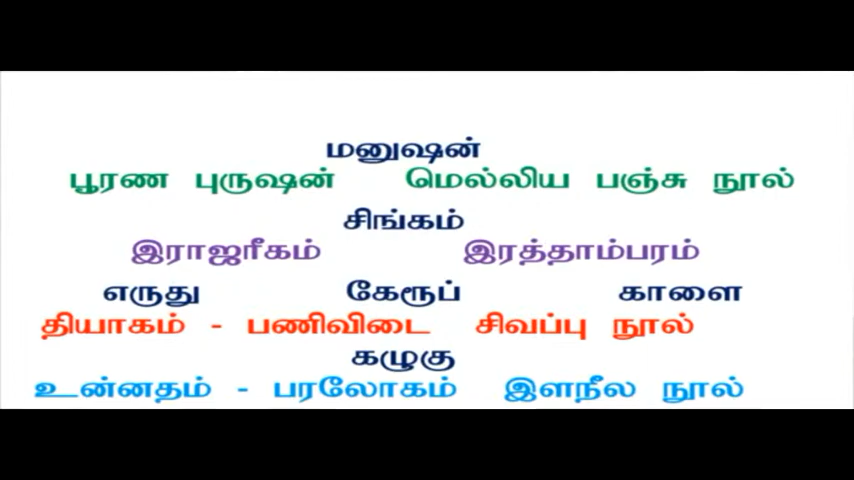 மனுஷன்
பூரண புருஷன் மெல்லிய பஞ்சு நூல்
சிங்கம்
இராஜரீகம் இரத்தாம்பரம்
எருது கேரூப் காளை
தியாகம் - பணிவிடை சிவப்பு நூல்
கழுகு
உன்னதம் - பரலோகம் இளநீல நூல்